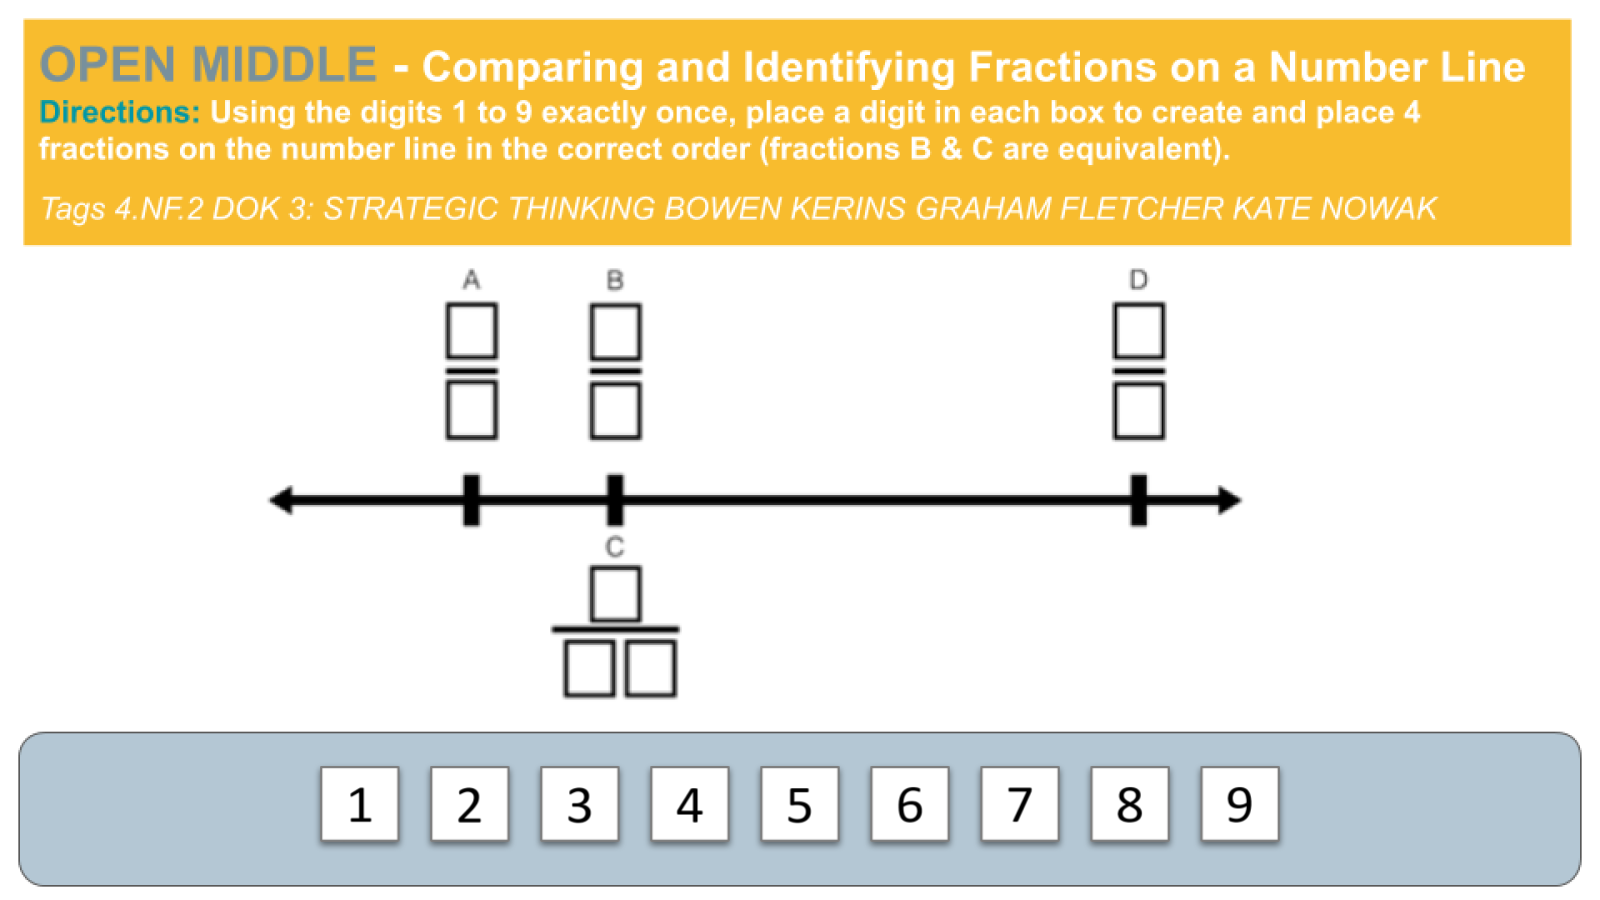 OPEN MIDDLE - Comparing and Identifying Fractions on a Number Line
Directions: Using the digits 1 to 9 exactly once, place a digit in each box to create and place 4
fractions on the number line in the correct order (fractions B & C are equivalent).
Tags 4.NF.2 DOK 3: STRATEGIC THINKING BOWEN KERINS GRAHAM FLETCHER KATE NOWAK
A B D
C
1 2 3 4 5 6 7 8 9